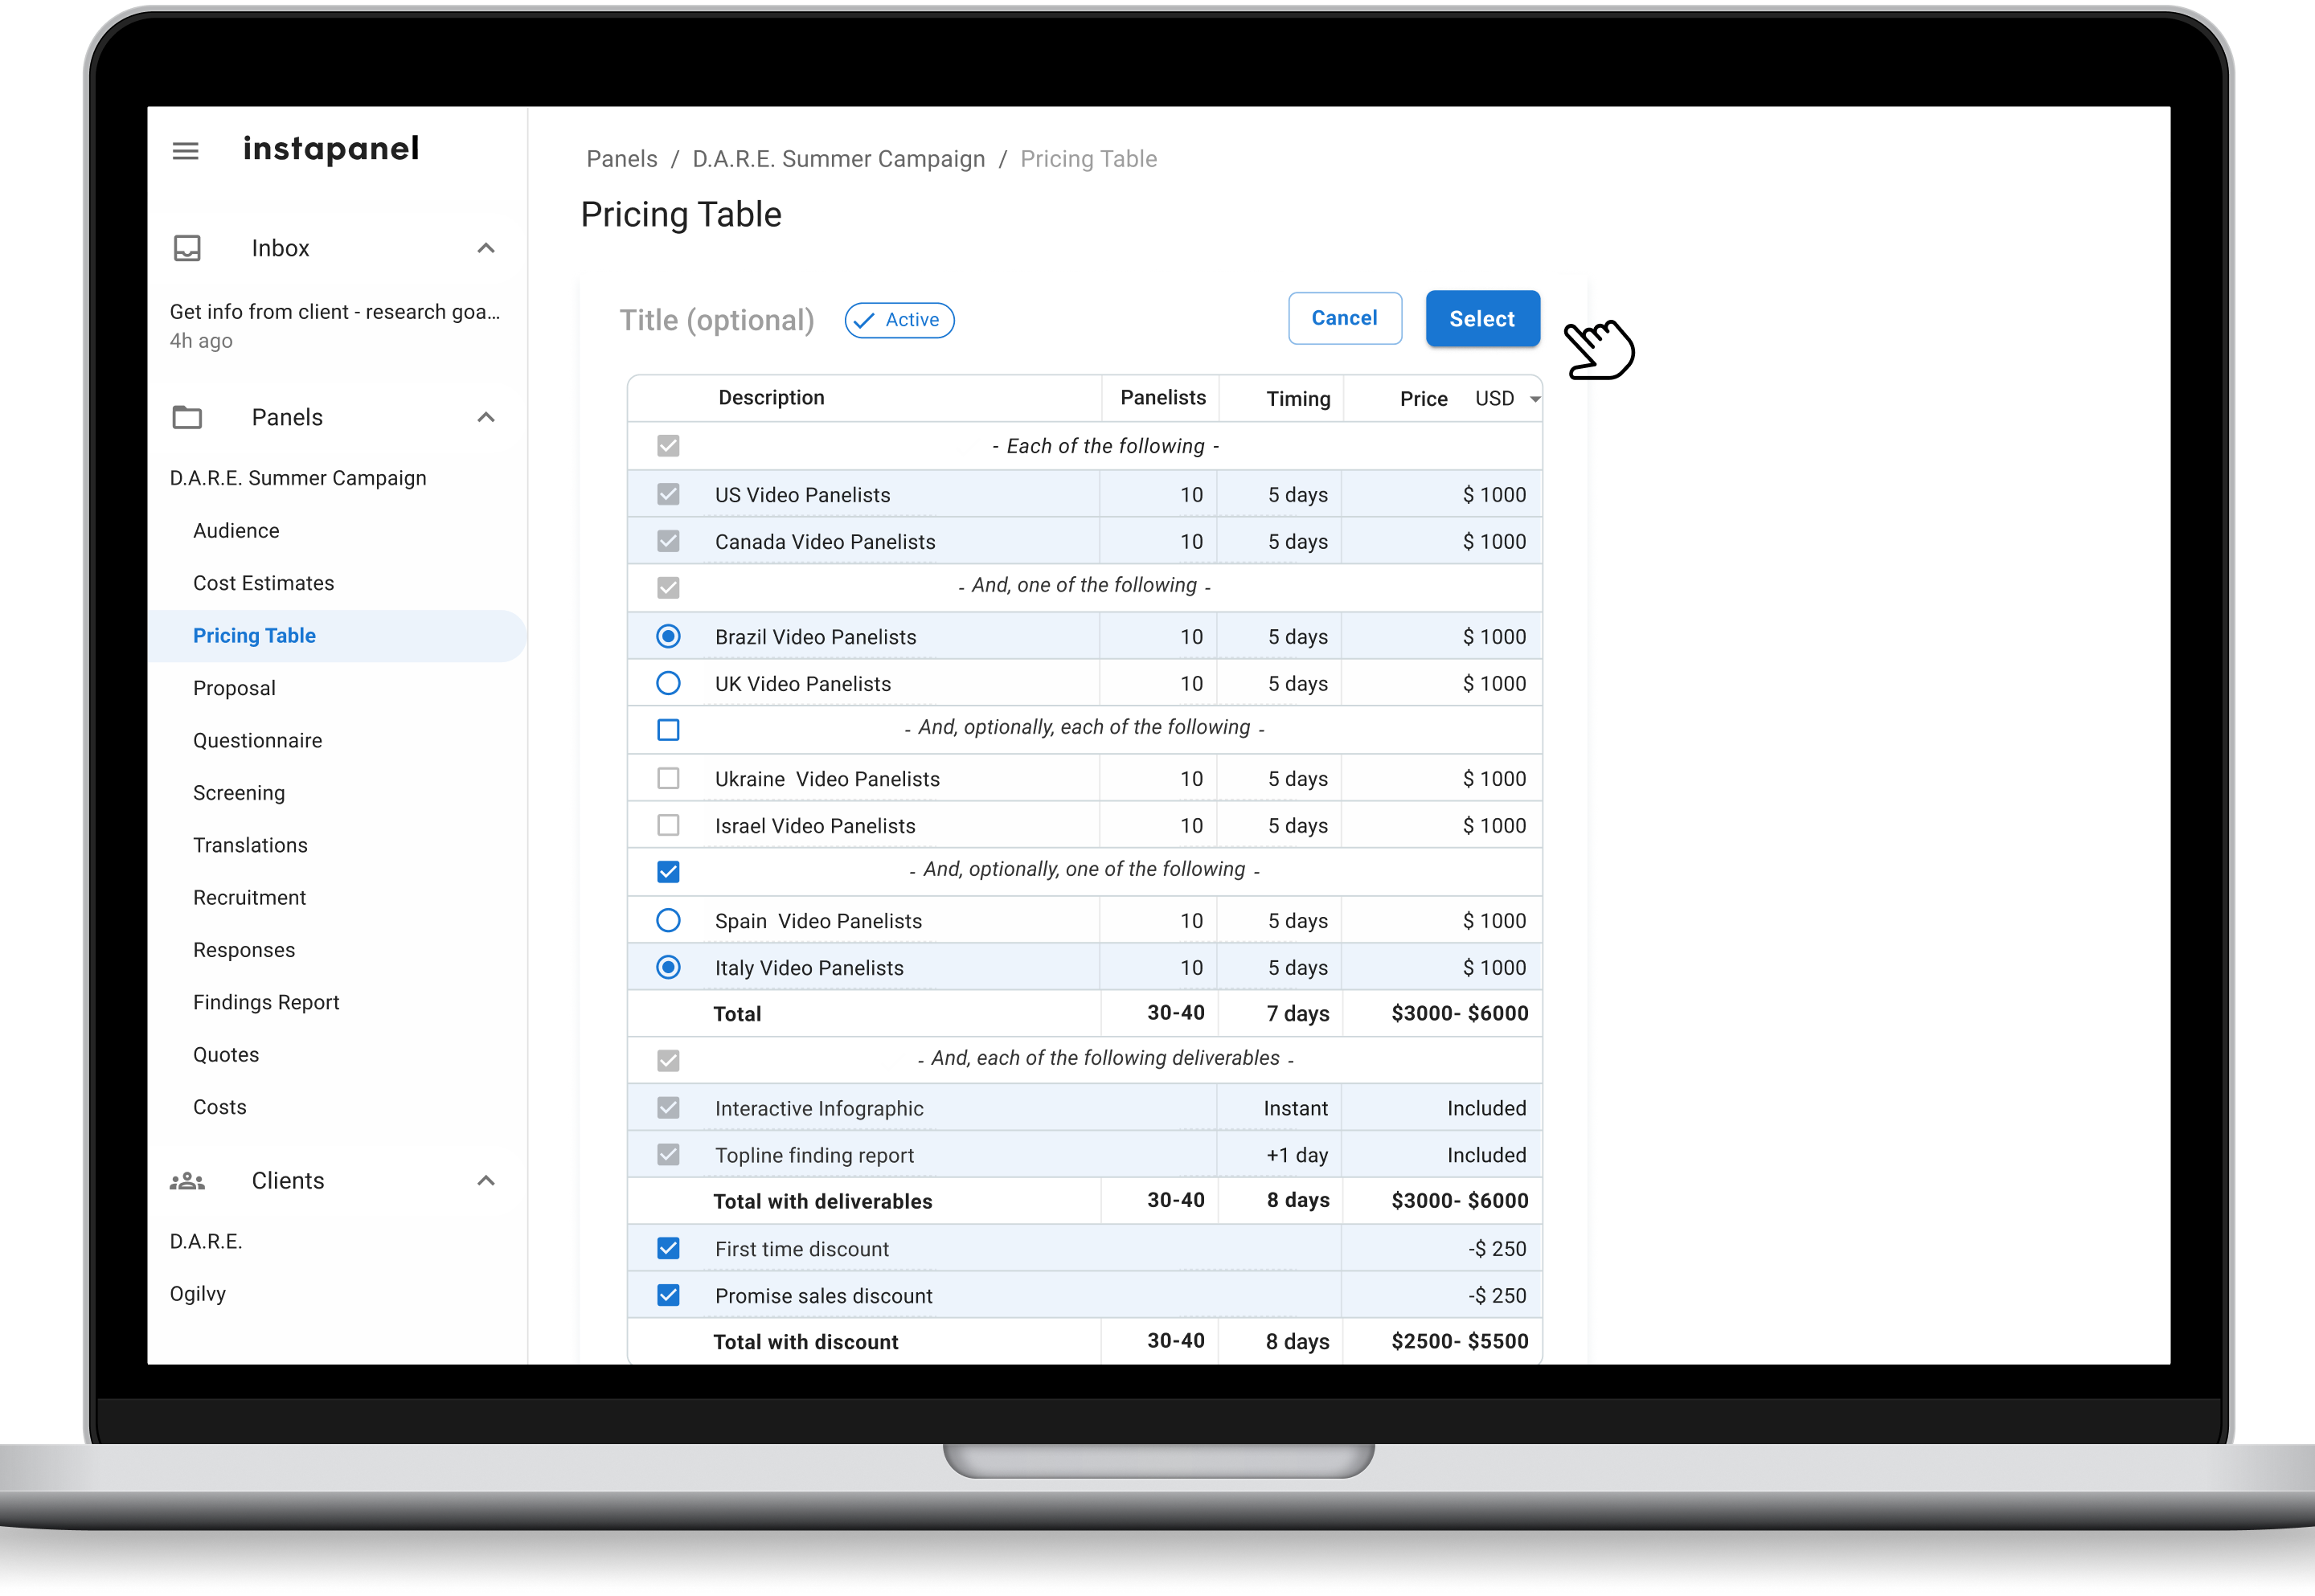 instapanel
Inbox
Get info from client - research goa...
4h ago
Panels
D.A.R.E. Summer Campaign
Audience
Cost Estimates
Pricing Table
Proposal
Questionnaire
Screening
Translations
Recruitment
Responses
Findings Report
Quotes
Costs
Clients
D.A.R.E.
Ogilvy
Panels / D.A.R.E. Summer Campaign / Pricing Table
Pricing Table
Title (optional) Active Cancel Select
Description Panelists Timing Price USD
- Each of the following -
US Video Panelists 10 5 days $ 1000
Canada Video Panelists 10 5 days $ 1000
- And, one of the following -
Brazil Video Panelists 10 5 days $ 1000
UK Video Panelists 10 5 days $ 1000
- And, optionally, each of the following -
Ukraine Video Panelists 10 5 days $ 1000
Israel Video Panelists 10 5 days $ 1000
- And, optionally, one of the following -
Spain Video Panelists 10 5 days $ 1000
Italy Video Panelists 10 5 days $ 1000
Total 30-40 7 days $3000- $6000
- And, each of the following deliverables -
Interactive Infographic Instant Included
Topline finding report +1 day Included
Total with deliverables 30-40 8 days $3000- $6000
First time discount -$ 250
Promise sales discount -$ 250
Total with discount 30-40 8 days $2500- $5500